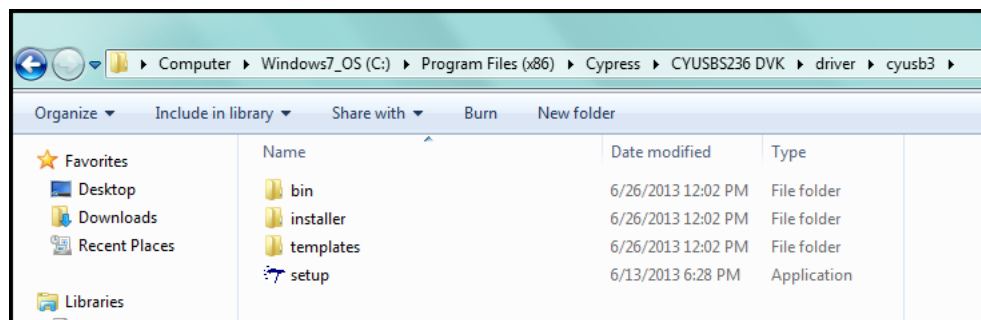 Computer Windows7_OS (C:) Program Files (x86) Cypress CYUSBS236 DVK driver cyusb3
Organize Include in library Share with Burn New folder
Favorites
Desktop
Downloads
Recent Places
Libraries
Name Date modified Type
bin 6/26/2013 12:02 PM File folder
installer 6/26/2013 12:02 PM File folder
templates 6/26/2013 12:02 PM File folder
setup 6/13/2013 6:28 PM Application